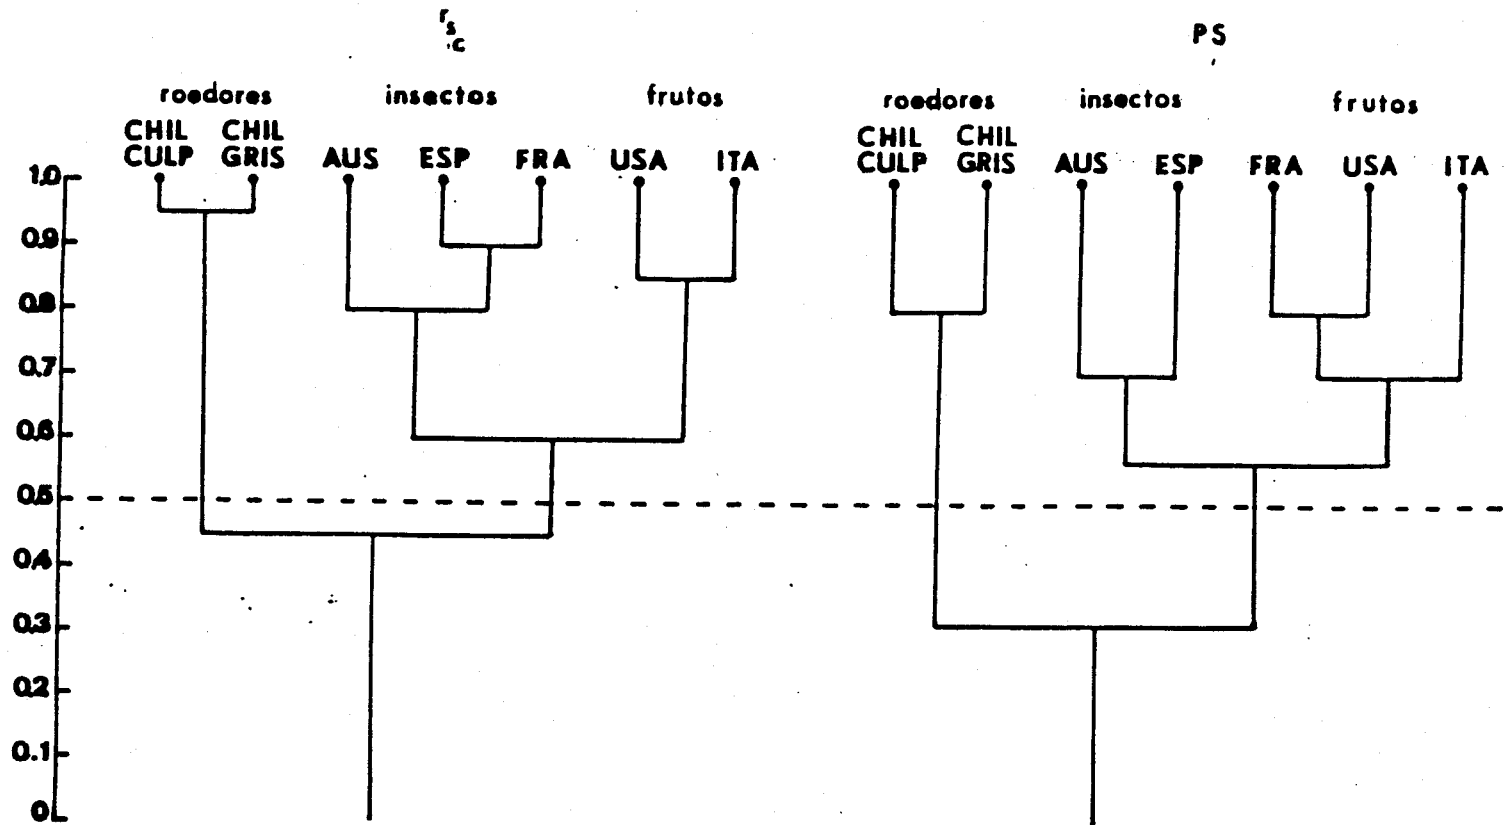 r
s
c
PS
roedores insectos frutos
CHIL CHIL
CULP GRIS AUS ESP FRA USA ITA
roedores insectos frutos
CHIL CHIL
CULP GRIS AUS ESP FRA USA ITA
1.0
0.9
0.8
0.7
0.6
0.5
0.4
0.3
0.2
0.1
0